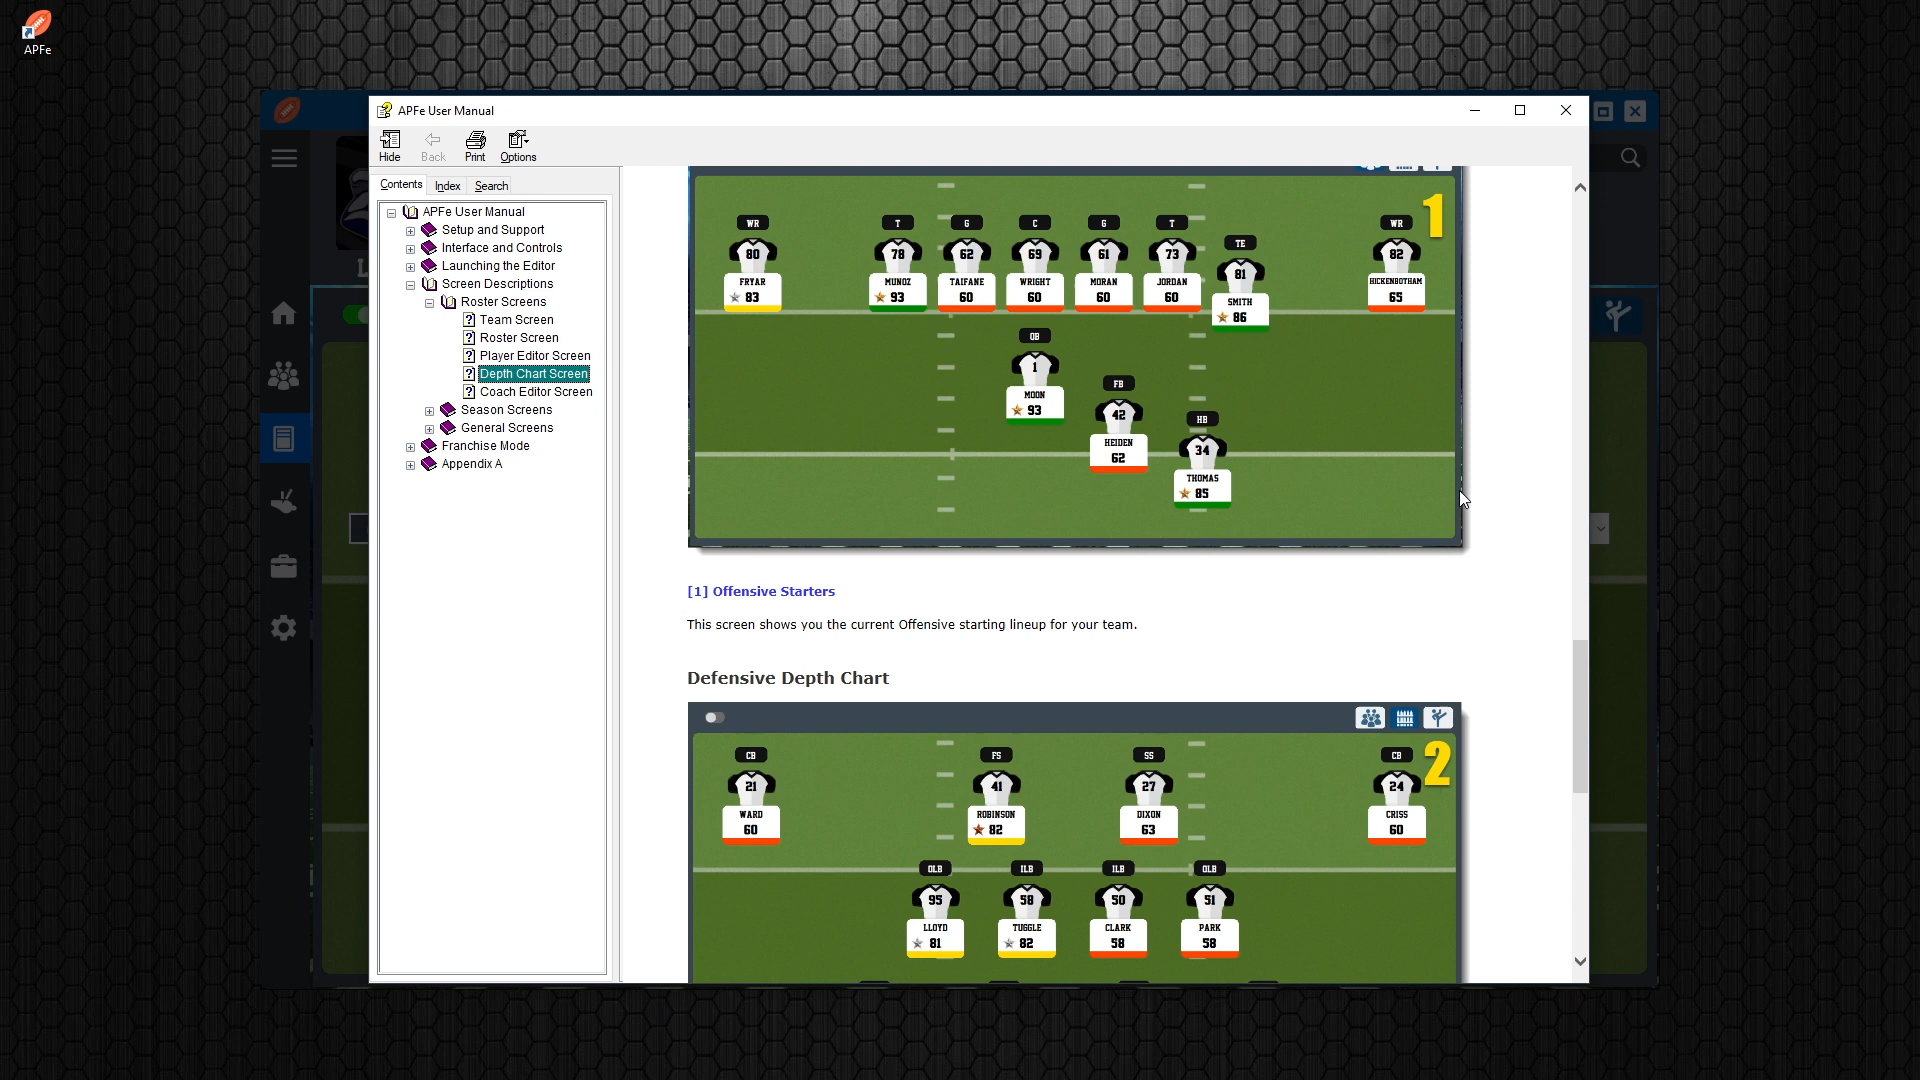 APFe
APFe User Manual
Hide
Back
Print
Options
Contents
Index
Search
APFe User Manual
Setup and Support
Interface and Controls
Launching the Editor
Screen Descriptions
Roster Screens
Team Screen
Roster Screen
Player Editor Screen
Depth Chart Screen
Coach Editor Screen
Season Screens
General Screens
Franchise Mode
Appendix A
1
WR T G C G T TE WR
80 78 62 69 61 73 81 82
FRYAR MUNOZ TAIFANE WRIGHT MORAN JORDAN SMITH HICKENBOTHAM
83 93 60 60 60 60 86 65
QB
1
MOON
93
FB
42
HEIDEN
62
HB
34
THOMAS
85
[1] Offensive Starters
This screen shows you the current Offensive starting lineup for your team.
Defensive Depth Chart
2
CB FS SS CB
21 41 27 24
WARD ROBINSON DIXON CRISS
60 82 63 60
OLB ILB ILB OLB
95 58 50 51
LLOYD TUGGLE CLARK PARK
81 82 58 58